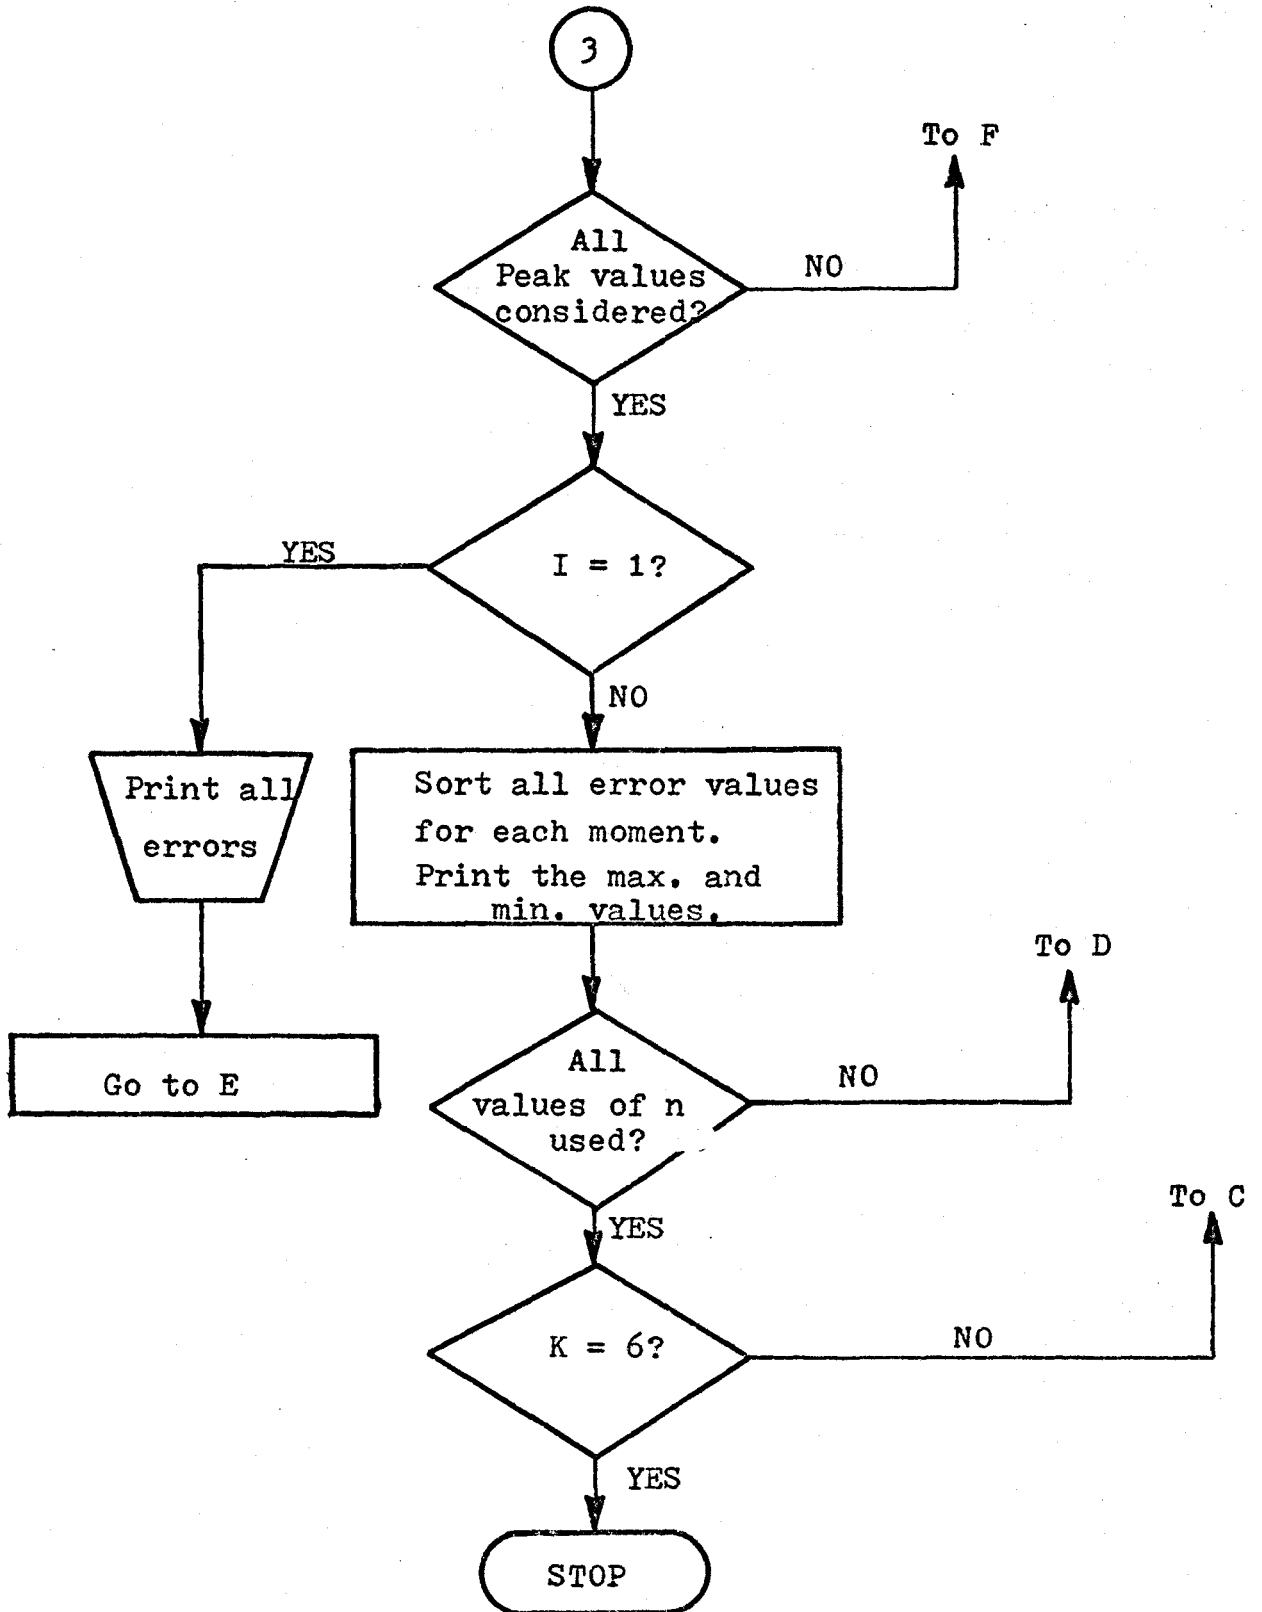 3
To F
All
Peak values
considered?
NO
YES
I = 1?
YES
NO
Print all
errors
Sort all error values
for each moment.
Print the max. and
min. values.
Go to E
To D
All
values of n
used?
NO
YES
To C
K = 6?
NO
YES
STOP